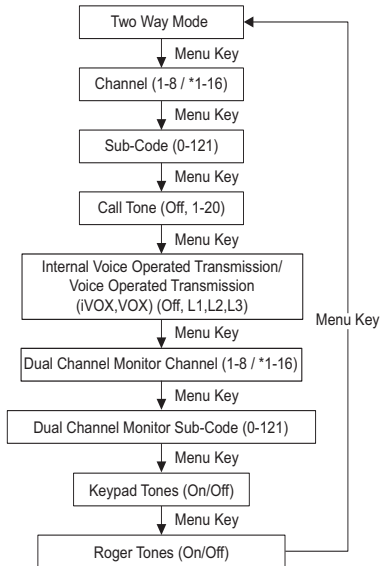 Two Way Mode
Menu Key
Channel (1-8 / *1-16)
Menu Key
Sub-Code (0-121)
Menu Key
Call Tone (Off, 1-20)
Menu Key
Internal Voice Operated Transmission/
Voice Operated Transmission
(iVOX,VOX) (Off, L1,L2,L3)
Menu Key
Menu Key
Dual Channel Monitor Channel (1-8 / *1-16)
Menu Key
Dual Channel Monitor Sub-Code (0-121)
Menu Key
Keypad Tones (On/Off)
Menu Key
Roger Tones (On/Off)